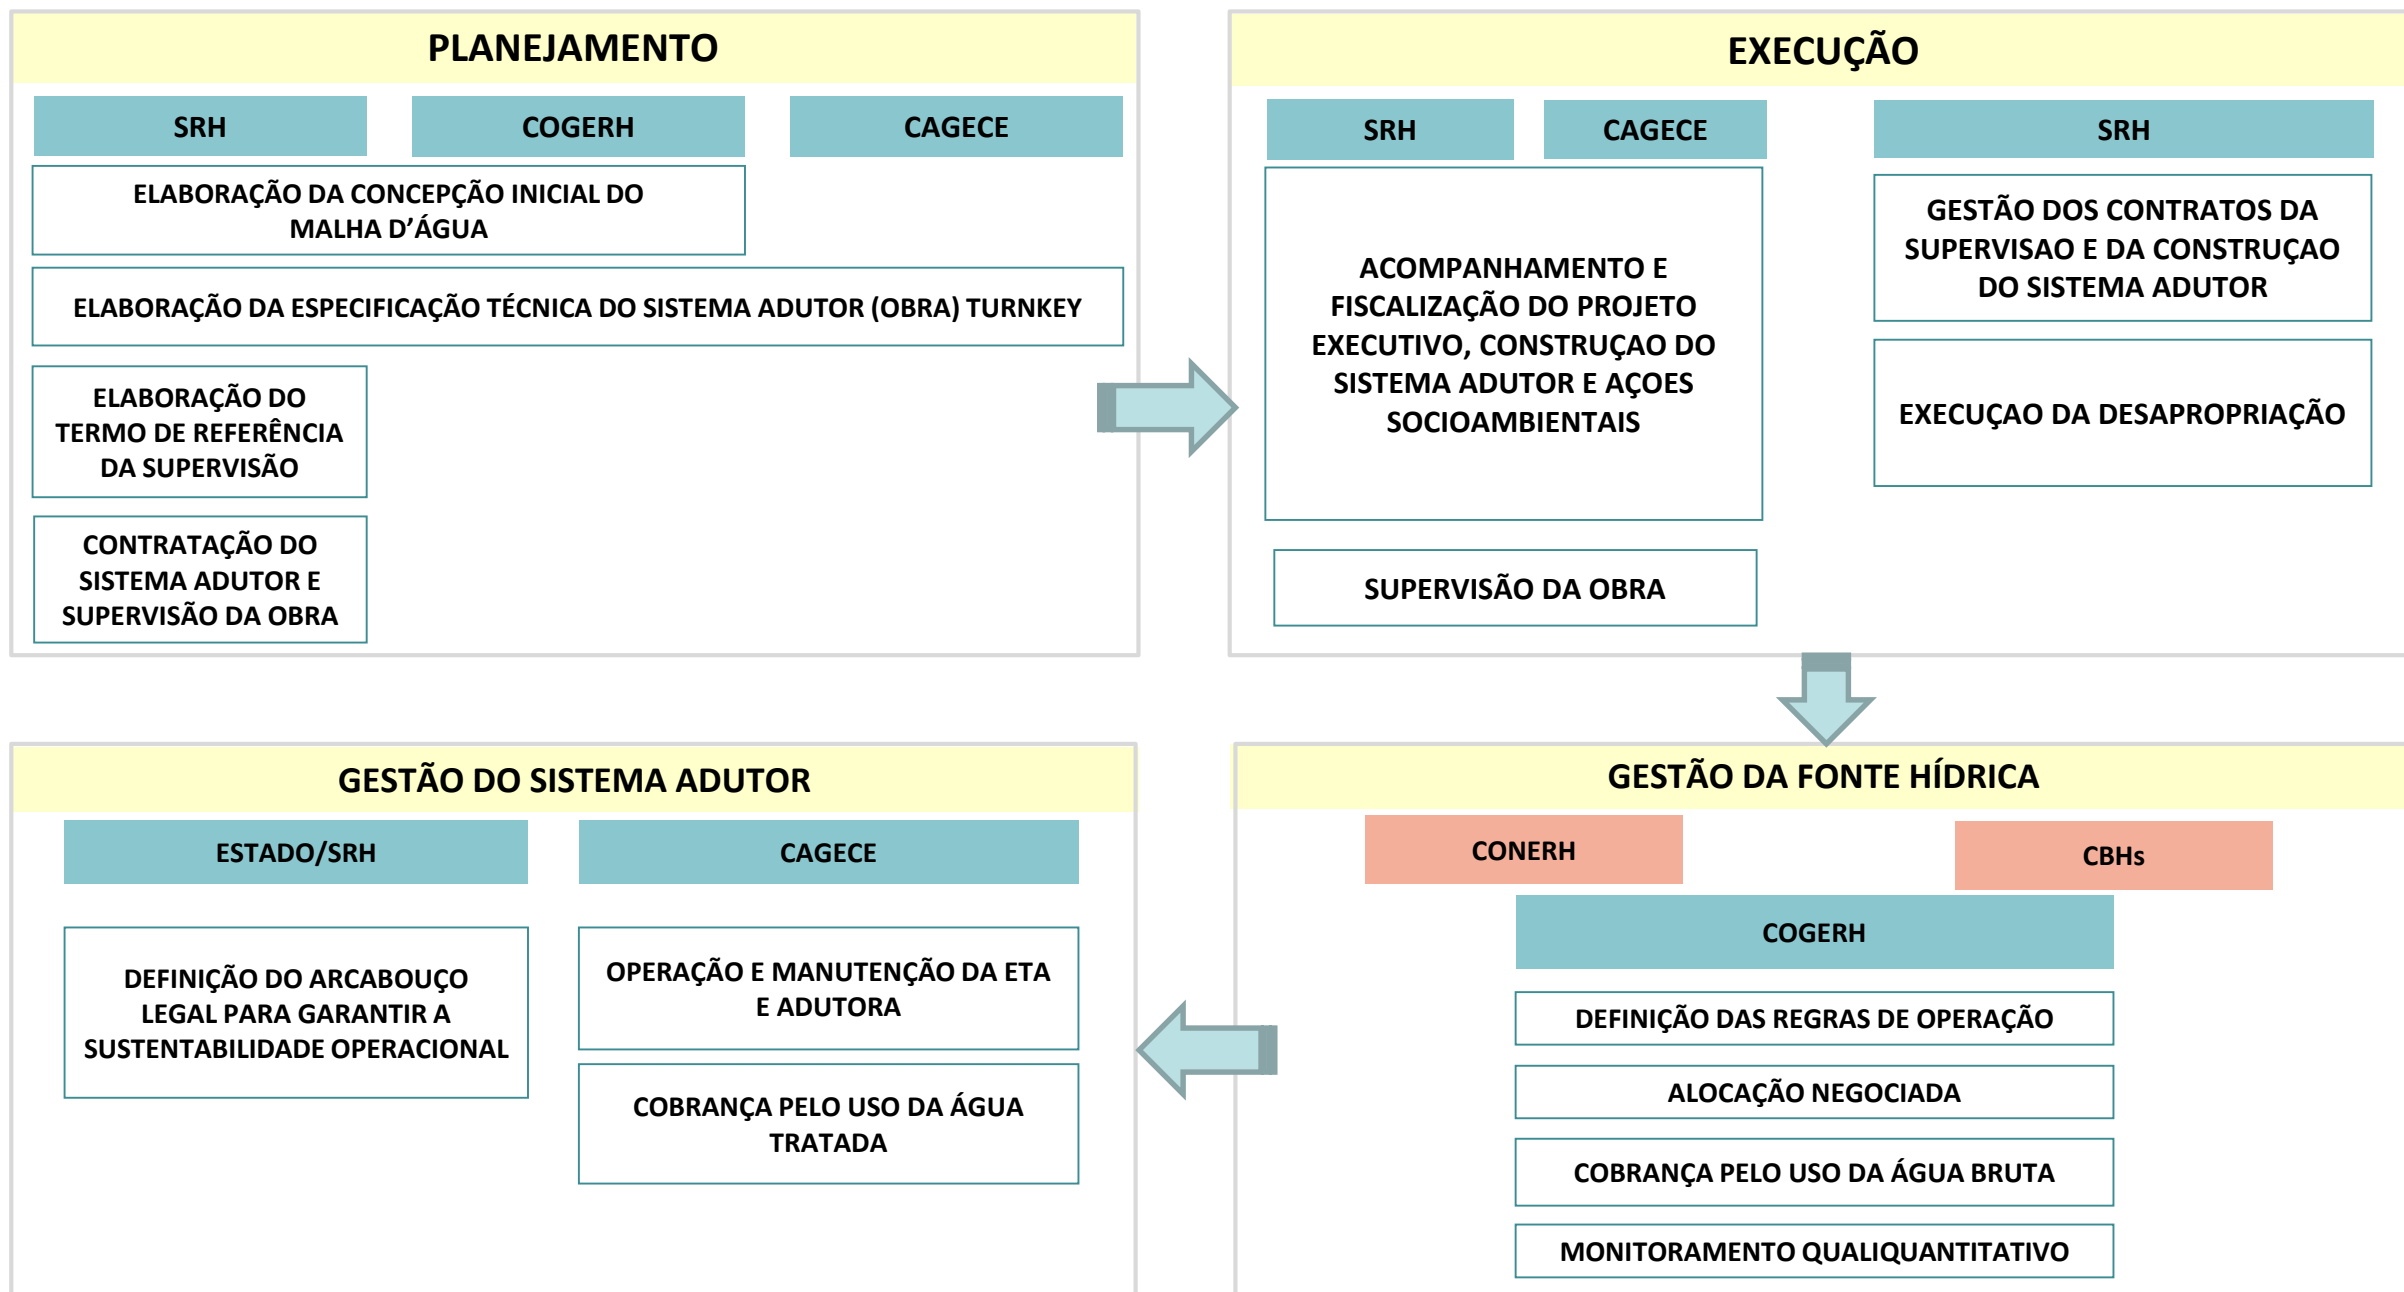 PLANEJAMENTO
SRH
COGERH
CAGECE
ELABORAÇÃO DA CONCEPÇÃO INICIAL DO
MALHA D’ÁGUA
ELABORAÇÃO DA ESPECIFICAÇÃO TÉCNICA DO SISTEMA ADUTOR (OBRA) TURNKEY
ELABORAÇÃO DO
TERMO DE REFERÊNCIA
DA SUPERVISÃO
CONTRATAÇÃO DO
SISTEMA ADUTOR E
SUPERVISÃO DA OBRA
EXECUÇÃO
SRH
CAGECE
ACOMPANHAMENTO E
FISCALIZAÇÃO DO PROJETO
EXECUTIVO, CONSTRUÇAO DO
SISTEMA ADUTOR E AÇOES
SOCIOAMBIENTAIS
SUPERVISÃO DA OBRA
SRH
GESTÃO DOS CONTRATOS DA
SUPERVISAO E DA CONSTRUÇAO
DO SISTEMA ADUTOR
EXECUÇAO DA DESAPROPRIAÇÃO
GESTÃO DA FONTE HÍDRICA
CONERH
CBHs
COGERH
DEFINIÇÃO DAS REGRAS DE OPERAÇÃO
ALOCAÇÃO NEGOCIADA
COBRANÇA PELO USO DA ÁGUA BRUTA
MONITORAMENTO QUALIQUANTITATIVO
GESTÃO DO SISTEMA ADUTOR
ESTADO/SRH
DEFINIÇÃO DO ARCABOUÇO
LEGAL PARA GARANTIR A
SUSTENTABILIDADE OPERACIONAL
CAGECE
OPERAÇÃO E MANUTENÇÃO DA ETA
E ADUTORA
COBRANÇA PELO USO DA ÁGUA
TRATADA